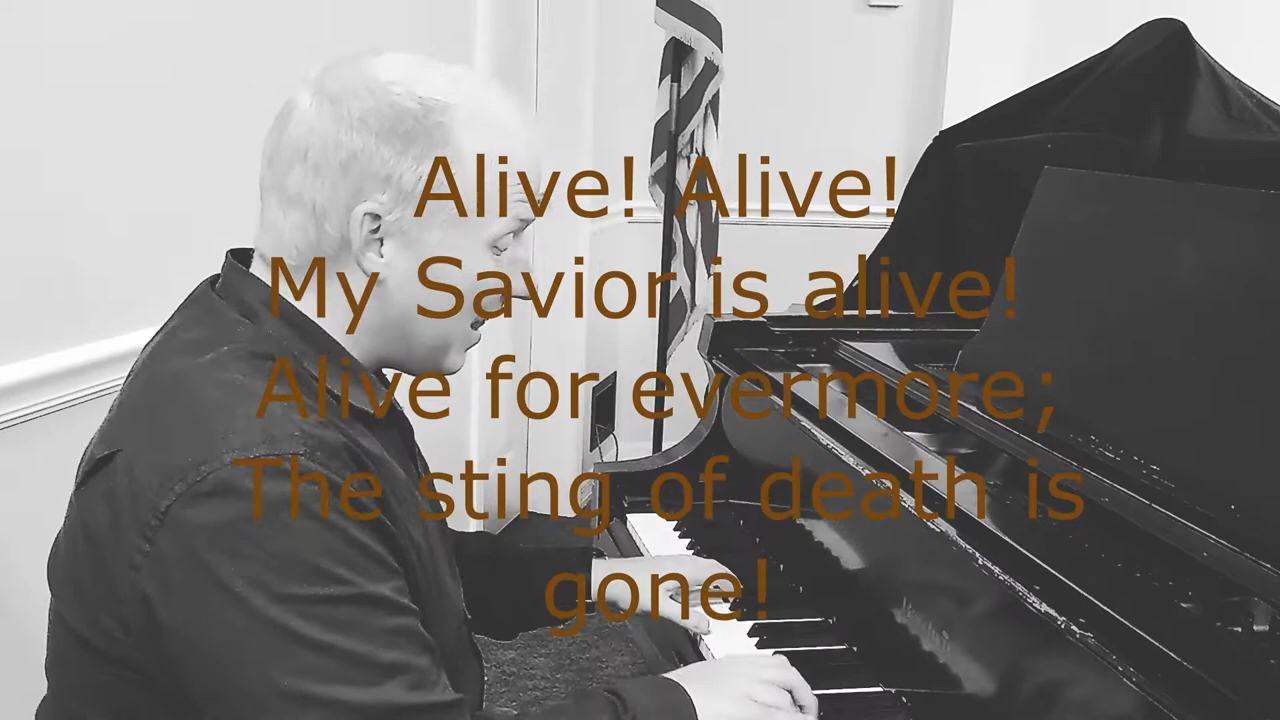 Alive! Alive!
My Savior is alive!
Alive for evermore;
The sting of death is
gone!